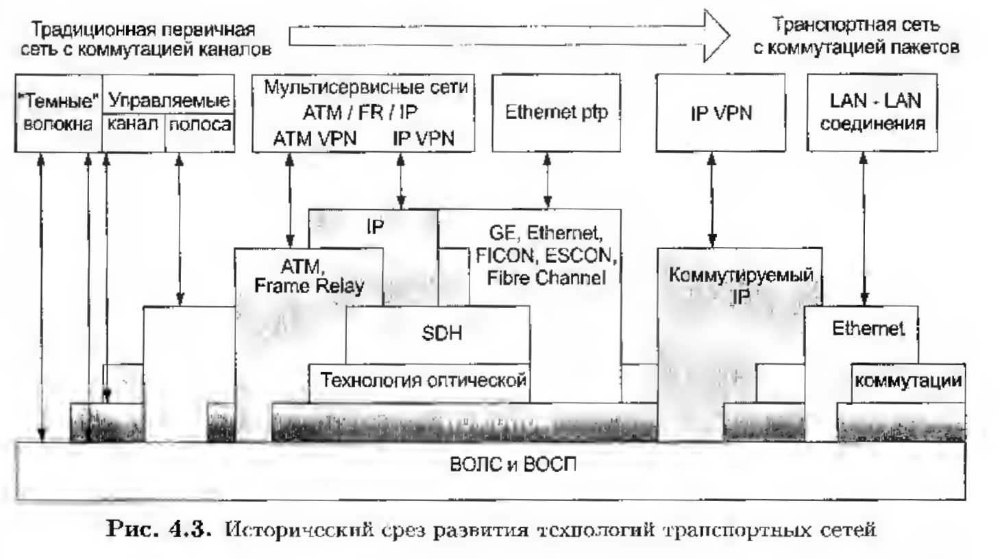 Традиционная первичная
сеть с коммутацией каналов
Транспортная сеть
с коммутацией пакетов
"Темные"
волокна
Управляемые
канал
полоса
Мультисервисные сети
ATM / FR / IP
ATM VPN IP VPN
Ethernet ptp
IP VPN
LAN - LAN
соединения
IP
GE, Ethernet,
FICON, ESCON,
Fibre Channel
ATM,
Frame Relay
Коммутируемый
IP
SDH
Ethernet
Технология оптической
коммутации
ВОЛС и ВОСП
Рис. 4.3. Исторический срез развития технологий транспортных сетей